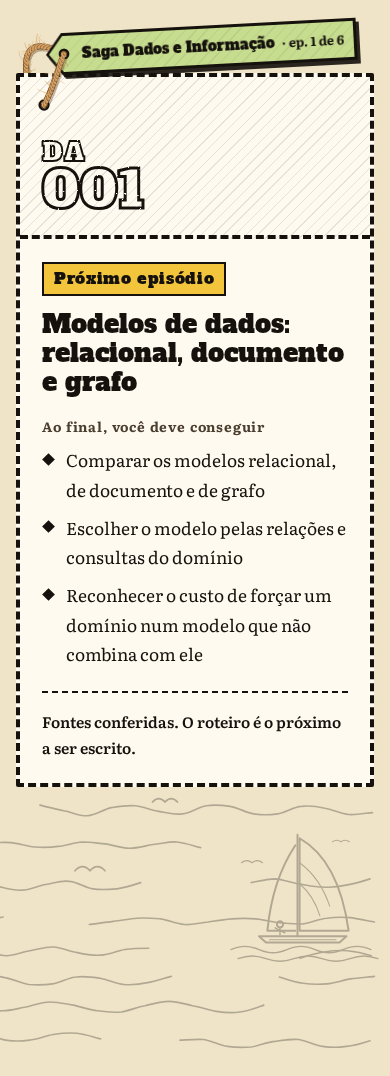 Saga Dados e Informação · ep. 1 de 6
DA
001
Próximo episódio
Modelos de dados:
relacional, documento
e grafo
Ao final, você deve conseguir
Comparar os modelos relacional,
de documento e de grafo
Escolher o modelo pelas relações e
consultas do domínio
Reconhecer o custo de forçar um
domínio num modelo que não
combina com ele
Fontes conferidas. O roteiro é o próximo
a ser escrito.